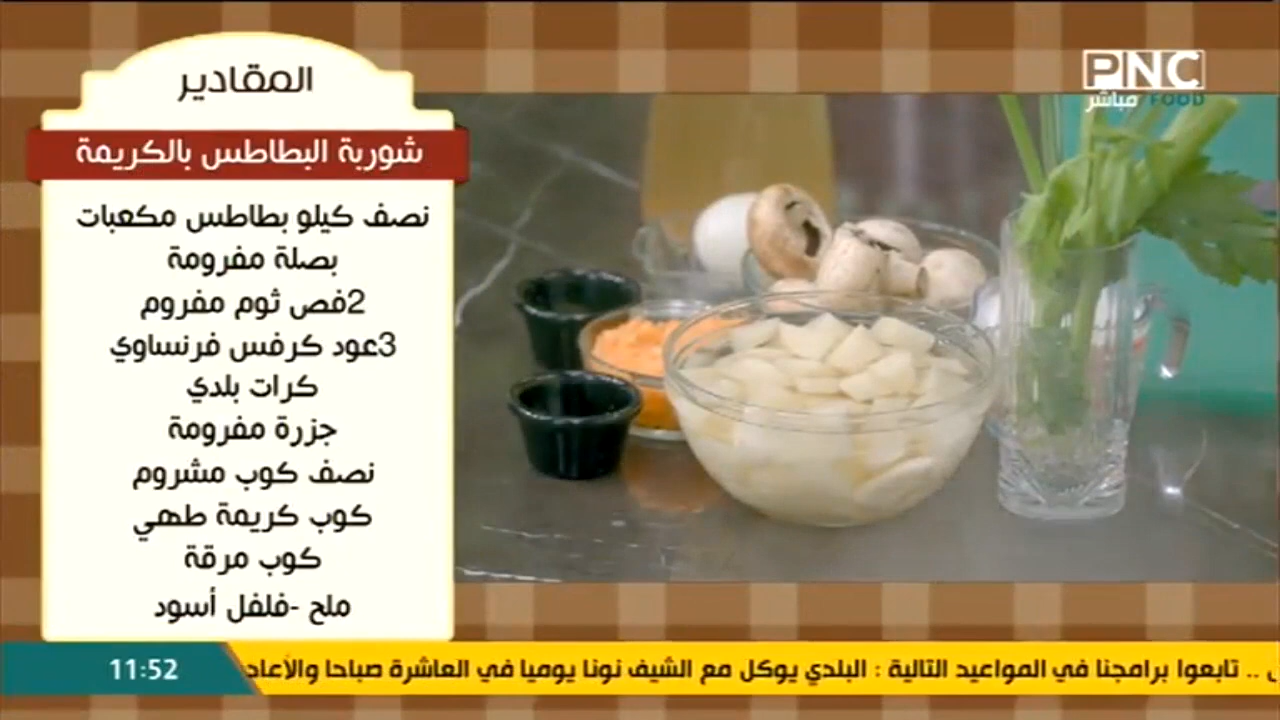 المقادير
شوربة البطاطس بالكريمة
نصف كيلو بطاطس مكعبات
بصلة مفرومة
2فص ثوم مفروم
3عود كرفس فرنساوي
كرات بلدي
جزرة مفرومة
نصف كوب مشروم
كوب كريمة طهي
كوب مرقة
ملح -فلفل أسود
PNC
مباشر FOOD
.. تابعوا برامجنا في المواعيد التالية : البلدي يوكل مع الشيف نونا يوميا في العاشرة صباحا
11:52